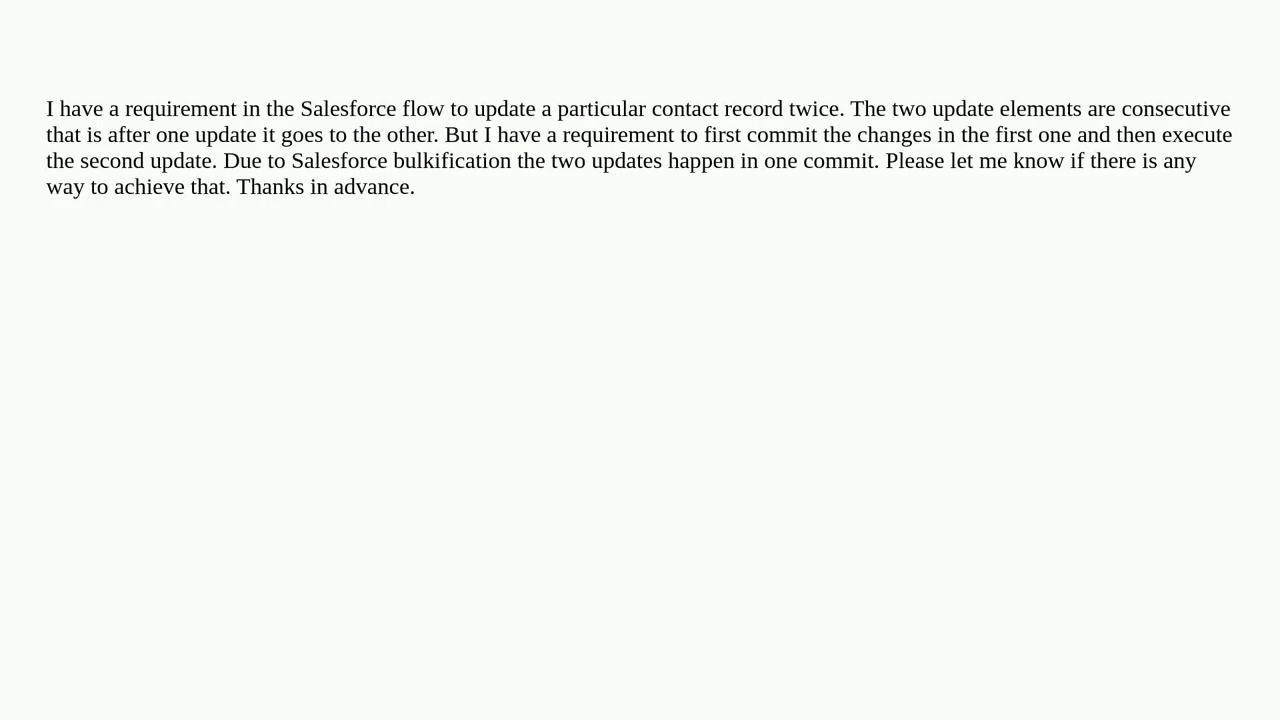 I have a requirement in the Salesforce flow to update a particular contact record twice. The two update elements are consecutive
that is after one update it goes to the other. But I have a requirement to first commit the changes in the first one and then execute
the second update. Due to Salesforce bulkification the two updates happen in one commit. Please let me know if there is any
way to achieve that. Thanks in advance.